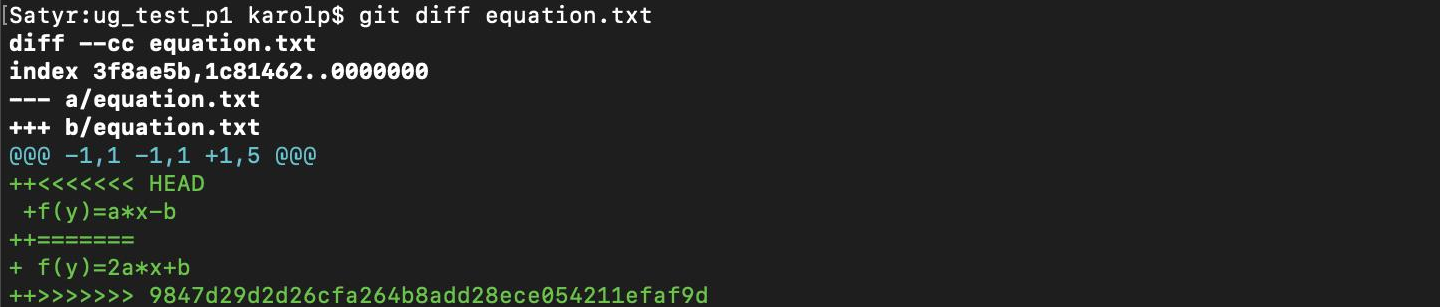 [Satyr:ug_test_p1 karolp$ git diff equation.txt
diff --cc equation.txt
index 3f8ae5b,1c81462..0000000
--- a/equation.txt
+++ b/equation.txt
@@@ -1,1 -1,1 +1,5 @@@
++<<<<<<< HEAD
 +f(y)=a*x-b
++=======
+ f(y)=2a*x+b
++>>>>>>> 9847d29d2d26cfa264b8add28ece054211efaf9d